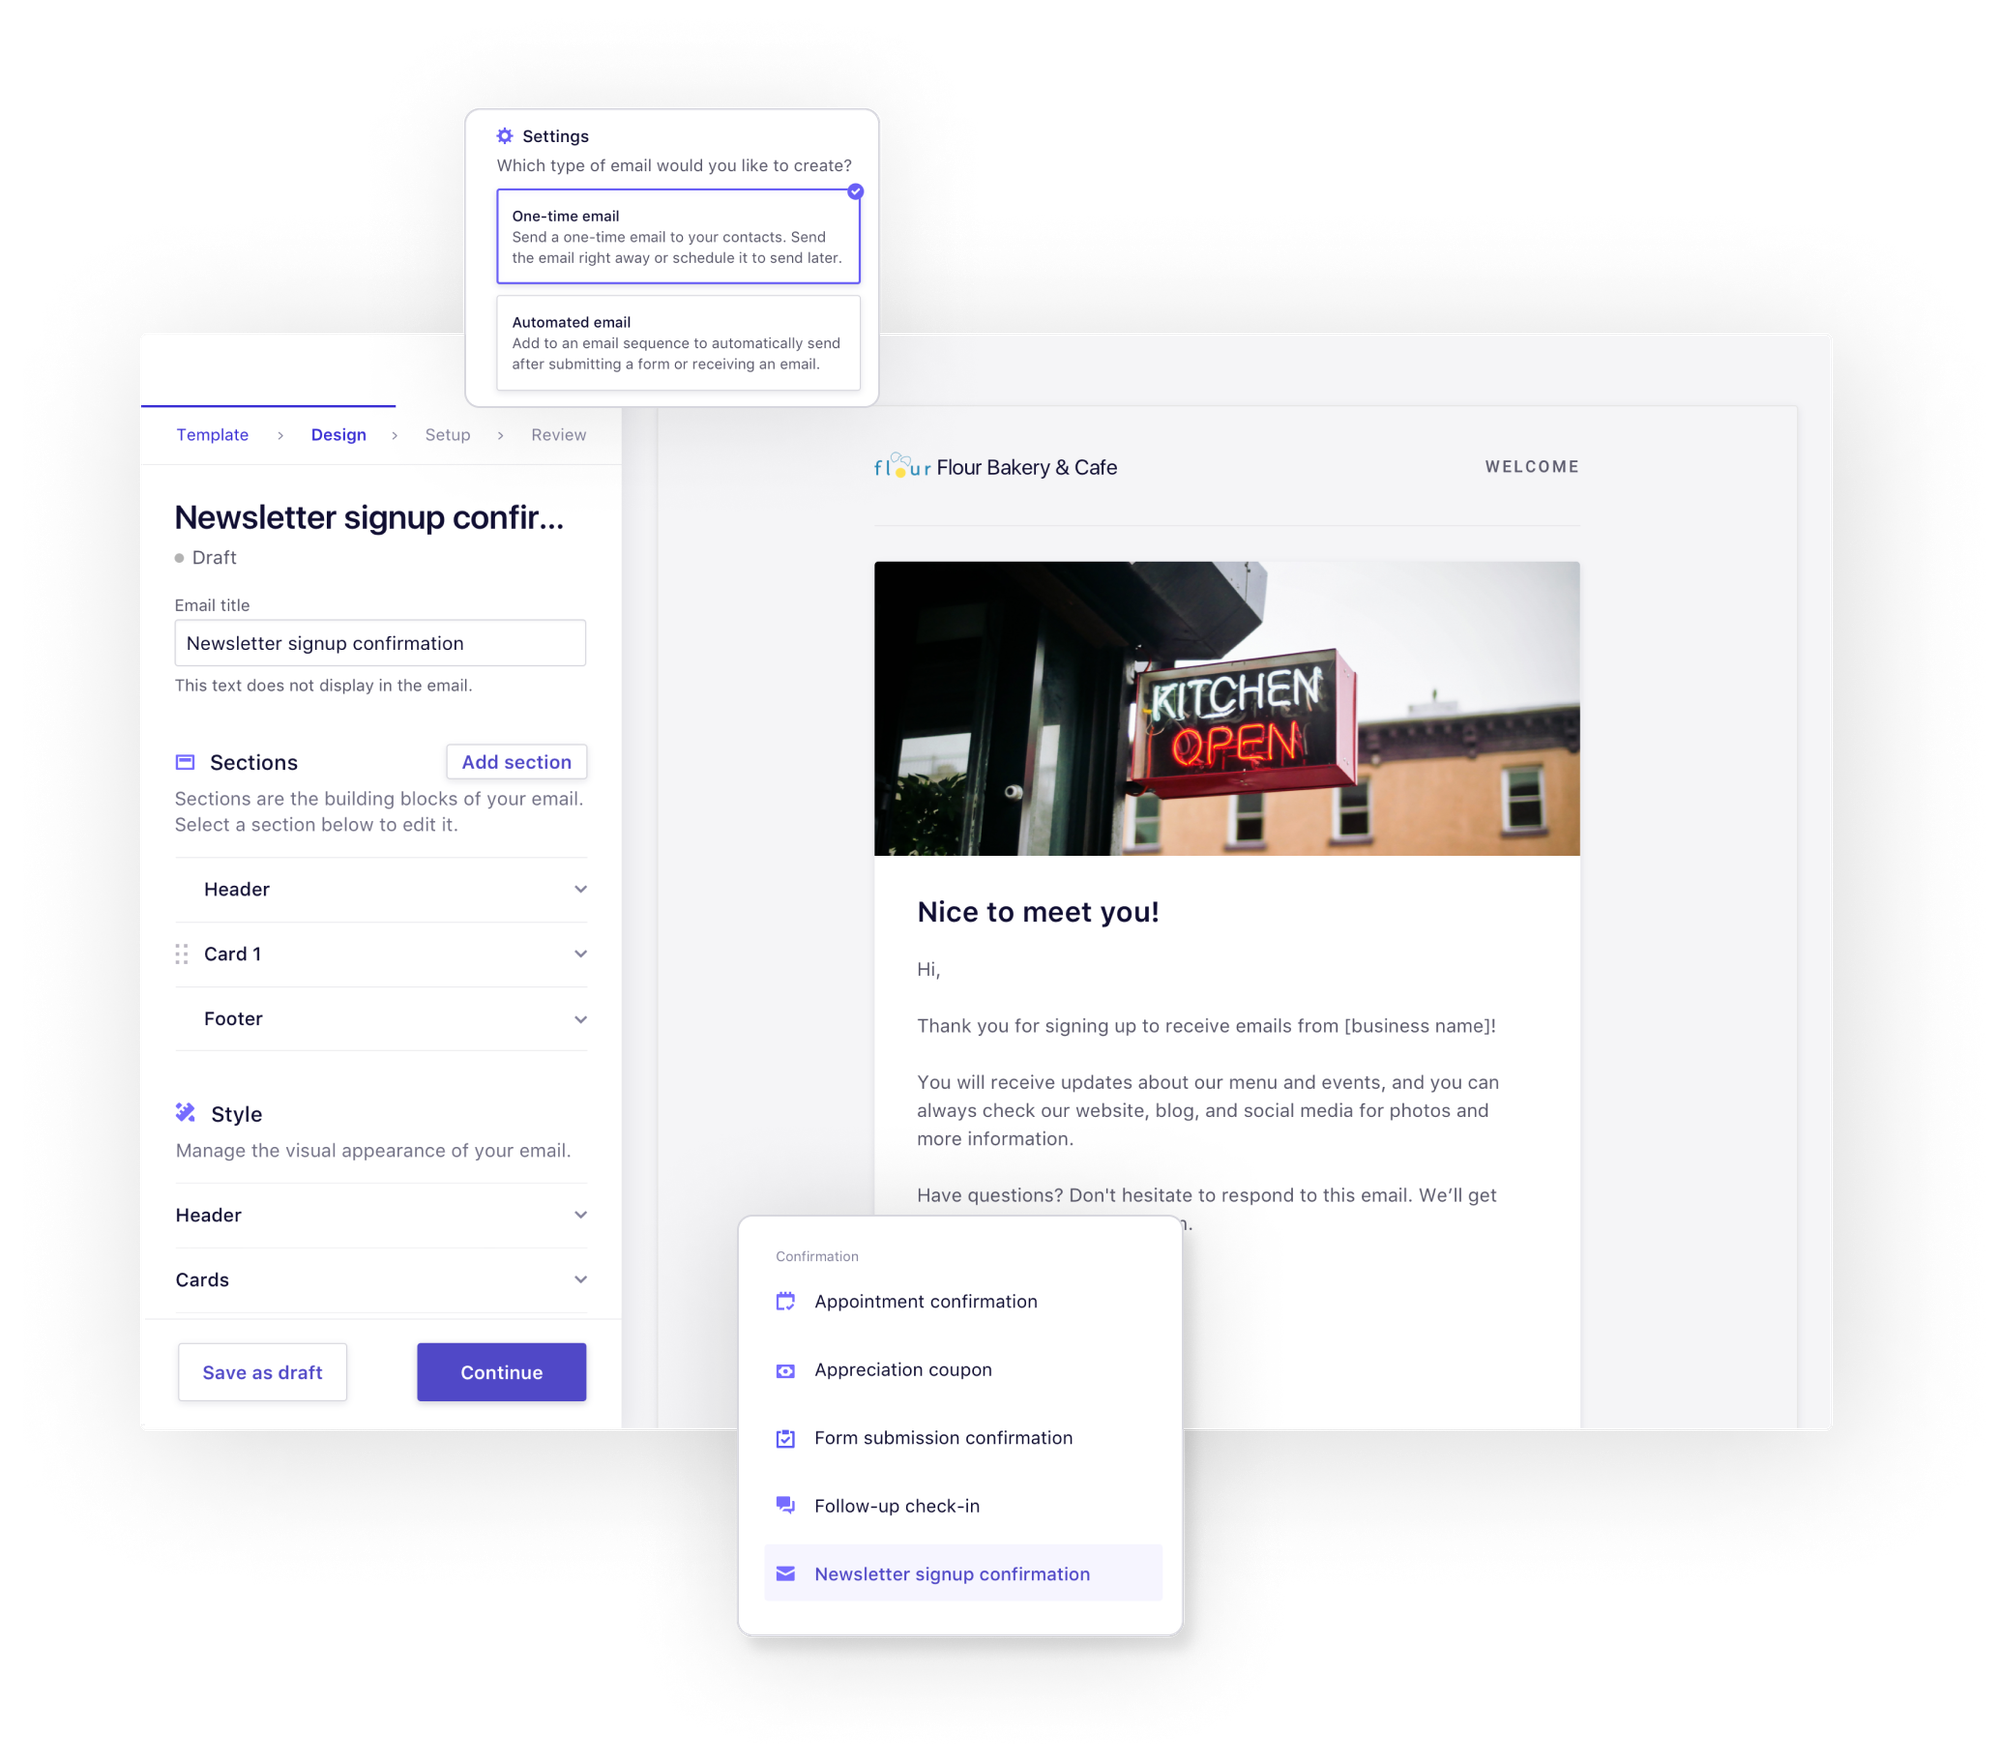 Settings
Which type of email would you like to create?
One-time email
Send a one-time email to your contacts. Send
the email right away or schedule it to send later.
Automated email
Add to an email sequence to automatically send
after submitting a form or receiving an email.
Template > Design > Setup > Review
Newsletter signup confir...
Draft
Email title
Newsletter signup confirmation
This text does not display in the email.
Sections
Add section
Sections are the building blocks of your email.
Select a section below to edit it.
Header
Card 1
Footer
Style
Manage the visual appearance of your email.
Header
Cards
Save as draft
Continue
flour Flour Bakery & Cafe
WELCOME
KITCHEN
OPEN
Nice to meet you!
Hi,
Thank you for signing up to receive emails from [business name]!
You will receive updates about our menu and events, and you can
always check our website, blog, and social media for photos and
more information.
Have questions? Don't hesitate to respond to this email. We’ll get
Confirmation
Appointment confirmation
Appreciation coupon
Form submission confirmation
Follow-up check-in
Newsletter signup confirmation